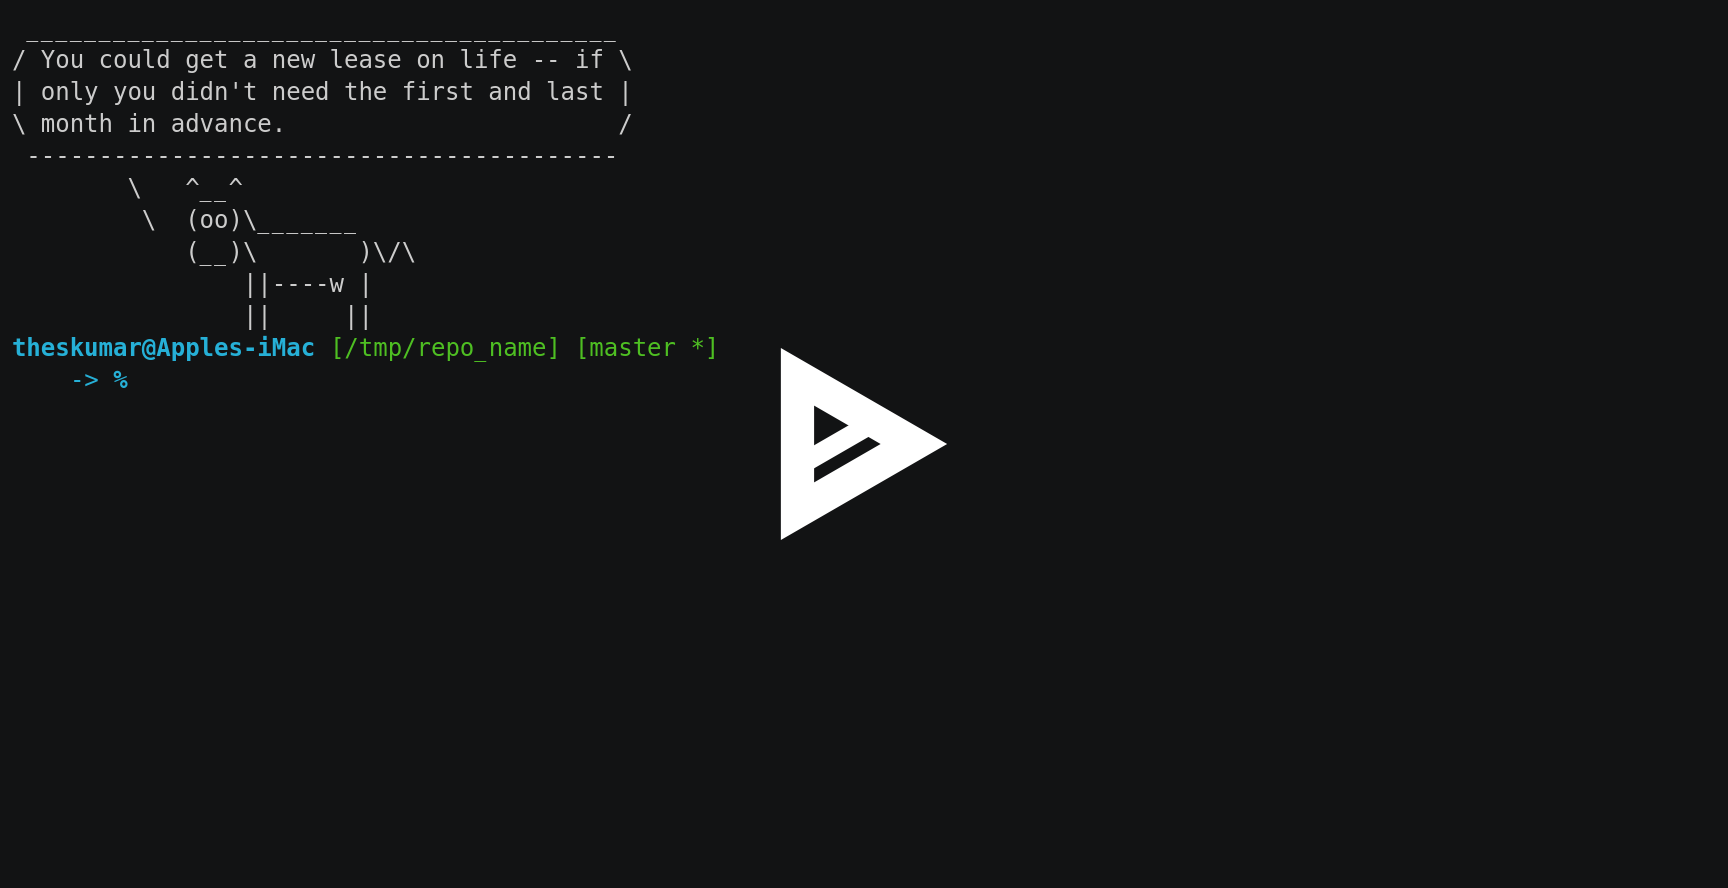 _________________________________________
/ You could get a new lease on life -- if \
| only you didn't need the first and last |
\ month in advance.                       /
 -----------------------------------------
        \   ^__^
         \  (oo)\_______
            (__)\       )\/\
                ||----w |
                ||     ||
theskumar@Apples-iMac [/tmp/repo_name] [master *]
    -> %